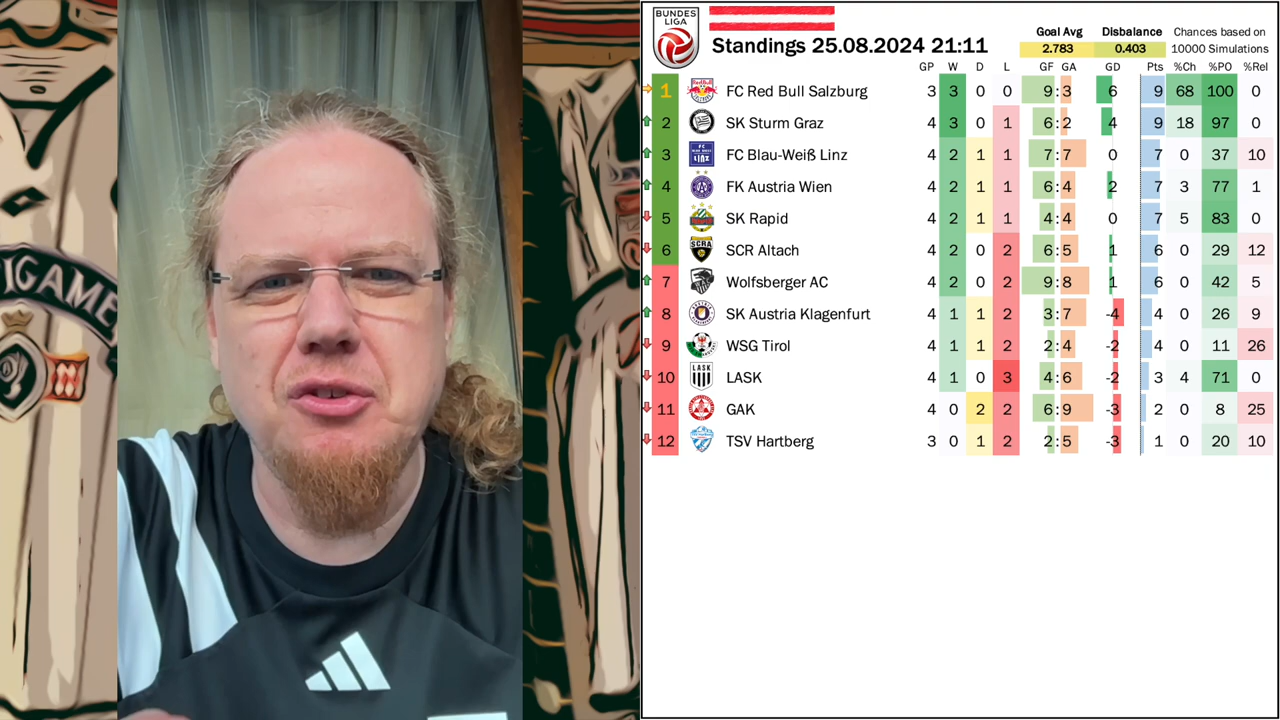 PIGAME
BUNDES
LIGA
Standings 25.08.2024 21:11
Goal Avg Disbalance Chances based on
2.783 0.403 10000 Simulations
GP W D L GF GA GD Pts %Ch %PO %Rel
1 FC Red Bull Salzburg 3 3 0 0 9:3 6 9 68 100
2 SK Sturm Graz 4 3 0 1 6:2 4 9 18 97 0
3 FC Blau-Weiß Linz 4 2 1 1 7:7 0 7 0 37 10
4 FK Austria Wien 4 2 1 1 6:4 2 7 3 77 1
5 SK Rapid 4 2 1 1 4:4 0 7 5 83 0
6 SCRA SCR Altach 4 2 0 2 6:5 1 6 0 29 12
7 Wolfsberger AC 4 2 0 2 9:8 1 6 0 42 5
8 SK Austria Klagenfurt 4 1 1 2 3:7 -4 4 0 26 9
9 WSG Tirol 4 1 1 2 2:4 -2 4 0 11 26
10 LASK LASK 4 1 0 3 4:6 -2 3 4 71 0
11 GAK 4 0 2 2 6:9 -3 2 0 8 25
12 TSV Hartberg 3 0 1 2 2:5 -3 1 0 20 10